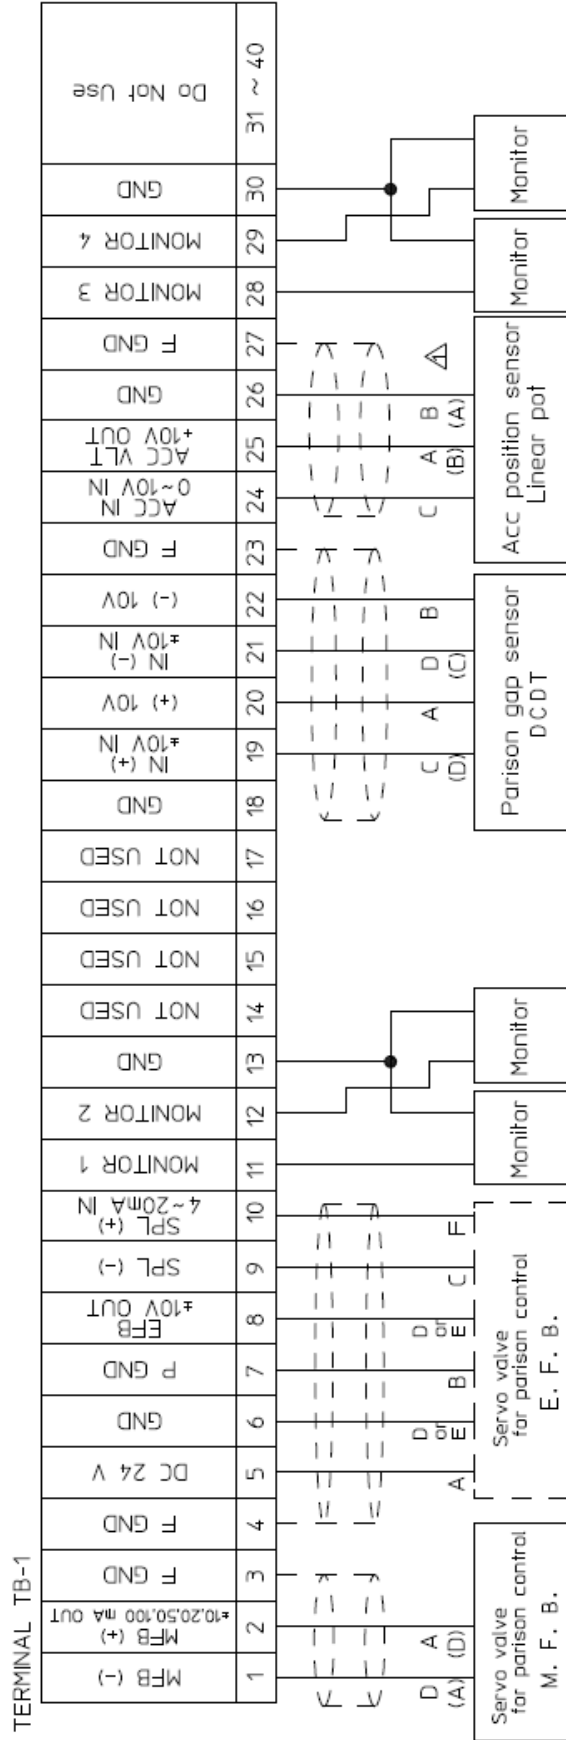 TERMINAL TB-1
MFB (-)
1
MFB (+)
±10,20,50,100 mA OUT
2
F GND
3
F GND
4
DC 24 V
5
GND
6
P GND
7
EFB
±10V OUT
8
SPL (-)
9
SPL (+)
4~20mA IN
10
MONITOR 1
11
MONITOR 2
12
GND
13
NOT USED
14
NOT USED
15
NOT USED
16
NOT USED
17
GND
18
IN (+)
±10V IN
19
(+) 10V
20
IN (-)
±10V IN
21
(-) 10V
22
F GND
23
ACC IN
0~10V IN
24
ACC VLT
+10V OUT
25
GND
26
F GND
27
MONITOR 3
28
MONITOR 4
29
GND
30
Do Not Use
31 ~ 40
D
(A)
A
(D)
A
D
or
E
B
D
or
E
C
F
C
(D)
A
D
(C)
B
C
A
(B)
B
(A)
1
Servo valve
for parison control
M. F. B.
Servo valve
for parison control
E. F. B.
Monitor
Monitor
Parison gap sensor
DCDT
Acc position sensor
Linear pot
Monitor
Monitor